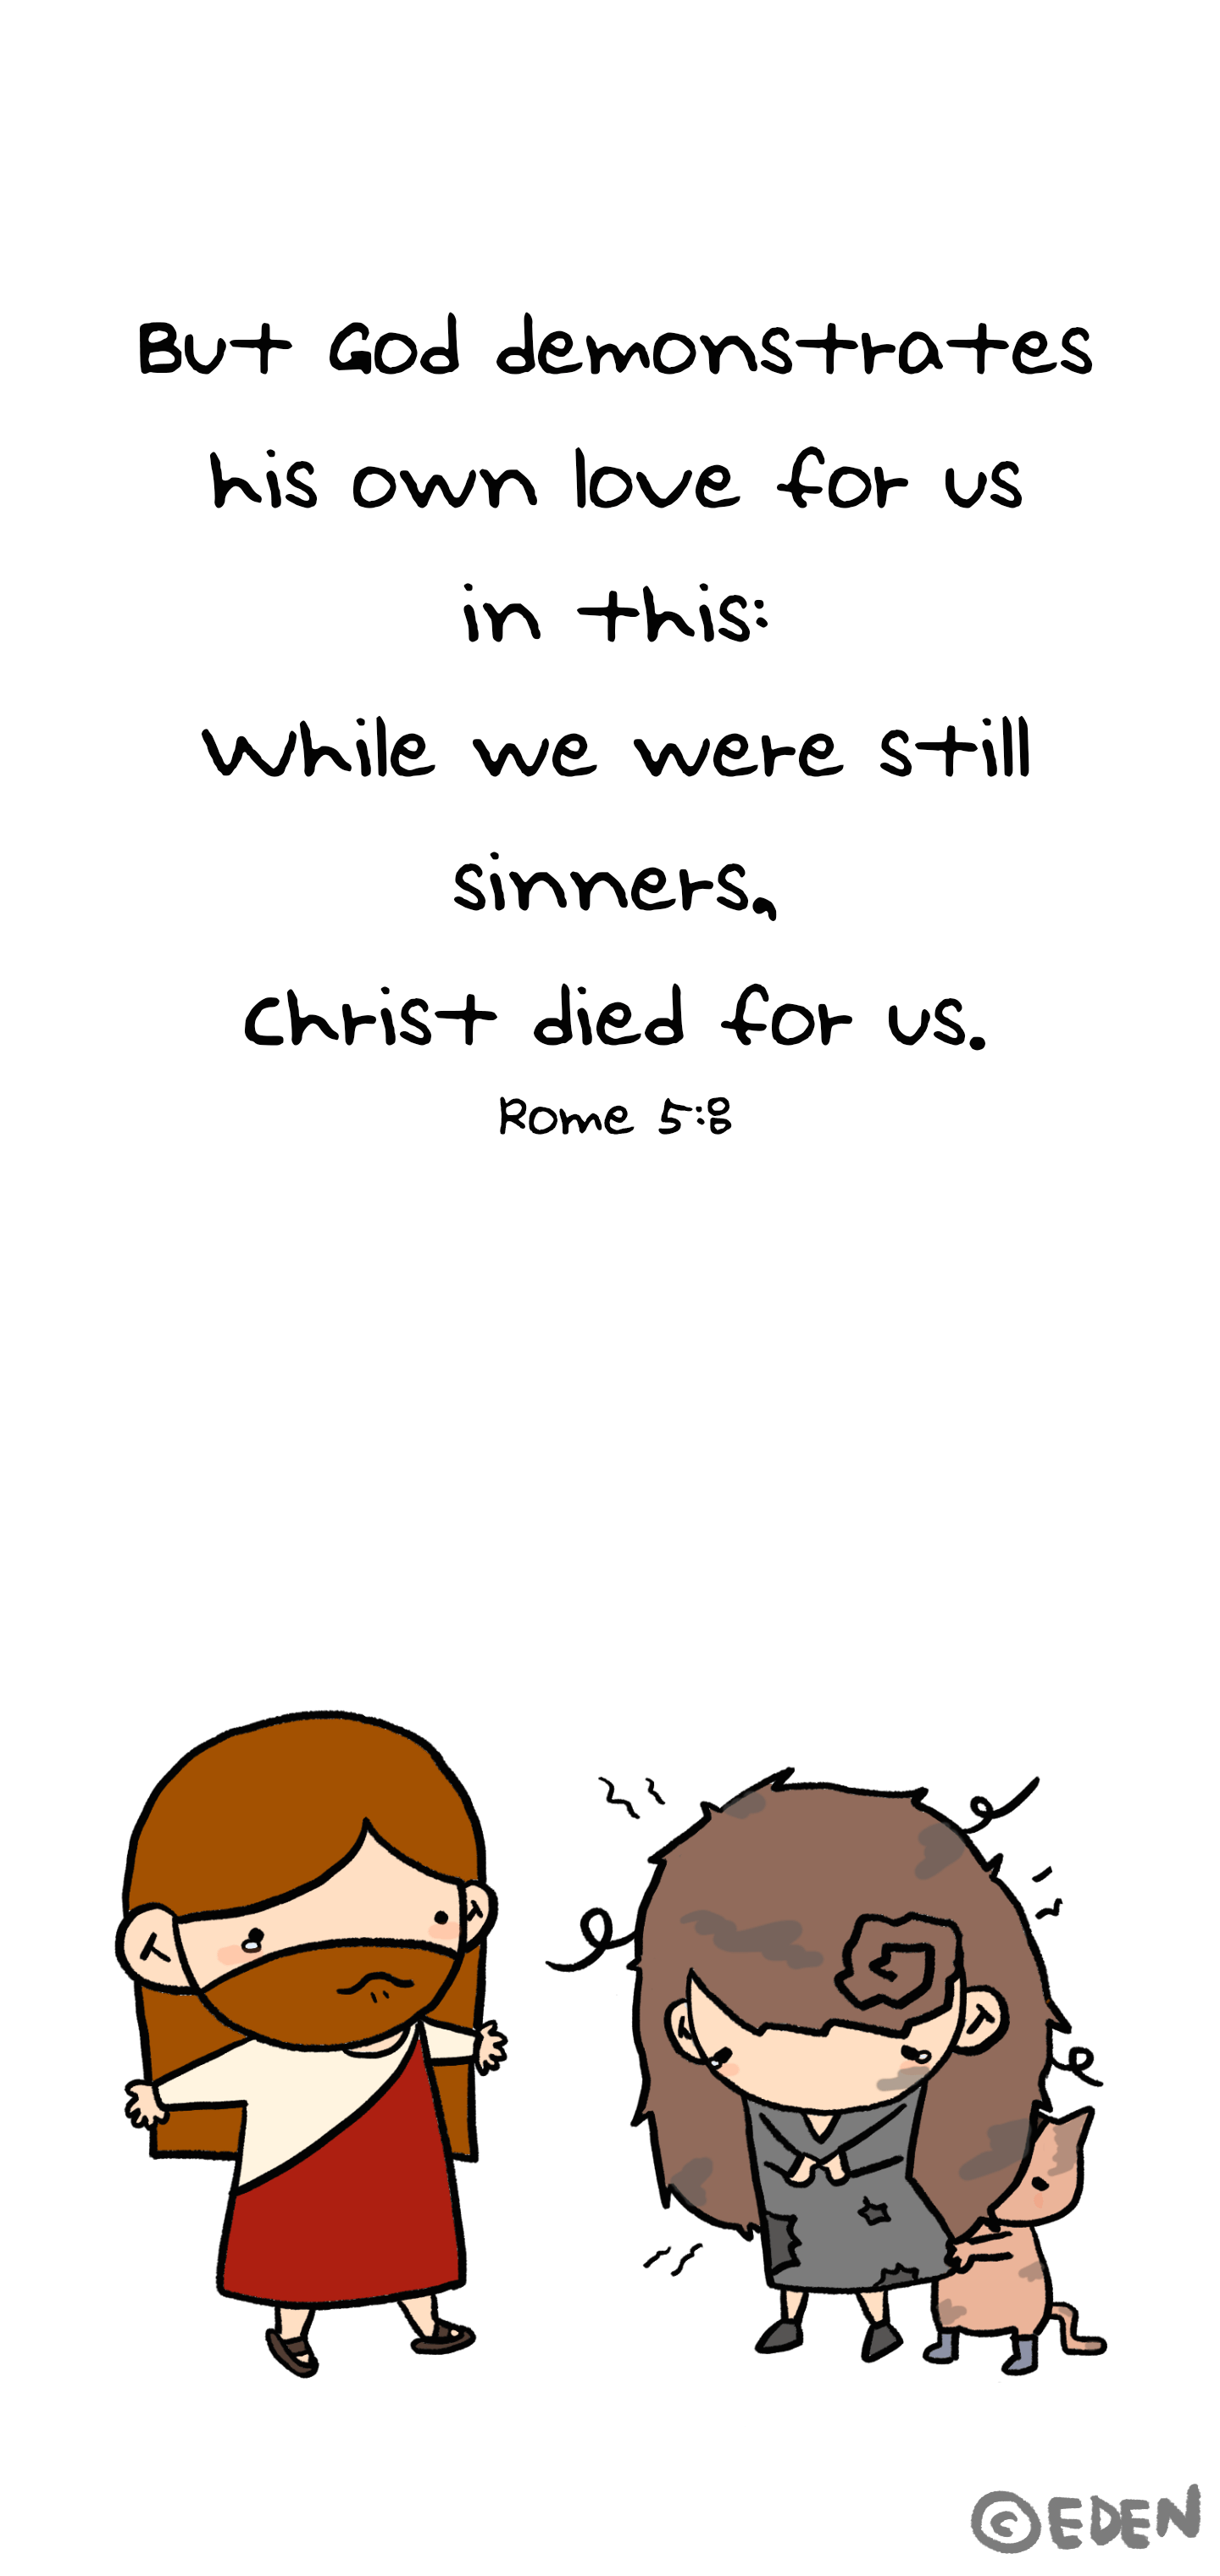 But God demonstrates
his own love for us
in this:
While we were still
sinners,
Christ died for us.
Rome 5:8
©EDEN